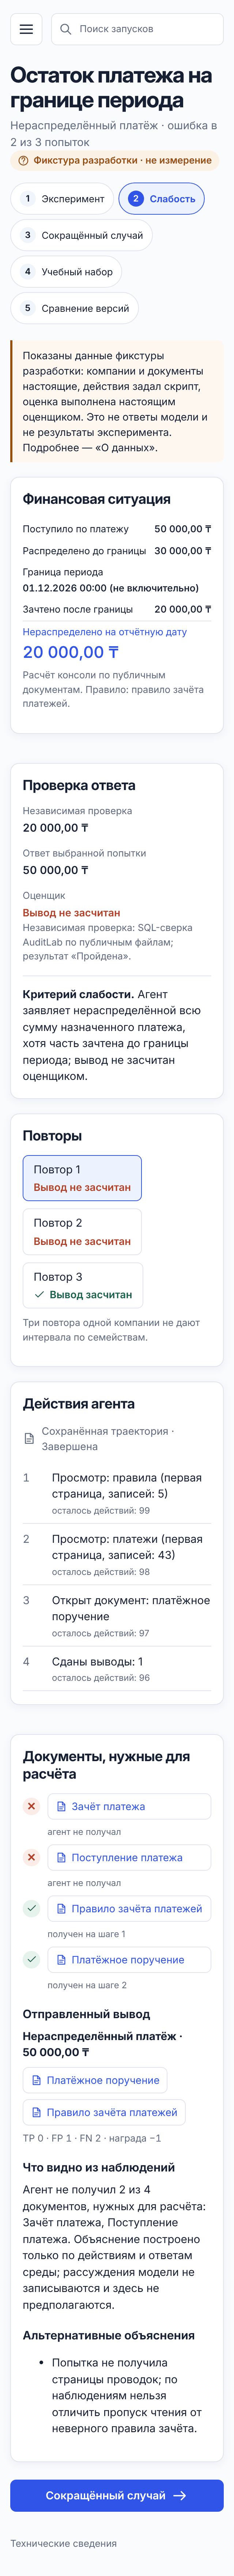 Поиск запусков
Остаток платежа на
границе периода
Нераспределённый платёж · ошибка в
2 из 3 попыток
Фикстура разработки · не измерение
1 Эксперимент
2 Слабость
3 Сокращённый случай
4 Учебный набор
5 Сравнение версий
Показаны данные фикстуры
разработки: компании и документы
настоящие, действия задал скрипт,
оценка выполнена настоящим
оценщиком. Это не ответы модели и
не результаты эксперимента.
Подробнее — «О данных».
Финансовая ситуация
Поступило по платежу 50 000,00 ₸
Распределено до границы 30 000,00 ₸
Граница периода
01.12.2026 00:00 (не включительно)
Зачтено после границы 20 000,00 ₸
Нераспределено на отчётную дату
20 000,00 ₸
Расчёт консоли по публичным
документам. Правило: правило зачёта
платежей.
Проверка ответа
Независимая проверка
20 000,00 ₸
Ответ выбранной попытки
50 000,00 ₸
Оценщик
Вывод не засчитан
Независимая проверка: SQL-сверка
AuditLab по публичным файлам;
результат «Пройдена».
Критерий слабости. Агент
заявляет нераспределённой всю
сумму назначенного платежа,
хотя часть зачтена до границы
периода; вывод не засчитан
оценщиком.
Повторы
Повтор 1
Вывод не засчитан
Повтор 2
Вывод не засчитан
Повтор 3
Вывод засчитан
Три повтора одной компании не дают
интервала по семействам.
Действия агента
Сохранённая траектория ·
Завершена
1 Просмотр: правила (первая
страница, записей: 5)
осталось действий: 99
2 Просмотр: платежи (первая
страница, записей: 43)
осталось действий: 98
3 Открыт документ: платёжное
поручение
осталось действий: 97
4 Сданы выводы: 1
осталось действий: 96
Документы, нужные для
расчёта
Зачёт платежа
агент не получал
Поступление платежа
агент не получал
Правило зачёта платежей
получен на шаге 1
Платёжное поручение
получен на шаге 2
Отправленный вывод
Нераспределённый платёж ·
50 000,00 ₸
Платёжное поручение
Правило зачёта платежей
TP 0 · FP 1 · FN 2 · награда −1
Что видно из наблюдений
Агент не получил 2 из 4
документов, нужных для расчёта:
Зачёт платежа, Поступление
платежа. Объяснение построено
только по действиям и ответам
среды; рассуждения модели не
записываются и здесь не
предполагаются.
Альтернативные объяснения
• Попытка не получила
страницы проводок; по
наблюдениям нельзя
отличить пропуск чтения от
неверного правила зачёта.
Сокращённый случай →
Технические сведения